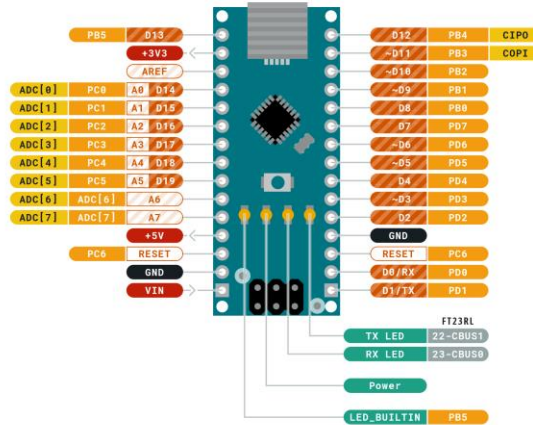 PB5 D13
+3V3
AREF
ADC[0] PC0 A0 D14
ADC[1] PC1 A1 D15
ADC[2] PC2 A2 D16
ADC[3] PC3 A3 D17
ADC[4] PC4 A4 D18
ADC[5] PC5 A5 D19
ADC[6] ADC[6] A6
ADC[7] ADC[7] A7
+5V
PC6 RESET
GND
VIN
D12 PB4 CIPO
~D11 PB3 COPI
~D10 PB2
~D9 PB1
D8 PB0
D7 PD7
~D6 PD6
~D5 PD5
D4 PD4
~D3 PD3
D2 PD2
GND
RESET PC6
D0/RX PD0
D1/TX PD1
FT23RL
TX LED 22-CBUS1
RX LED 23-CBUS0
Power
LED_BUILTIN PB5